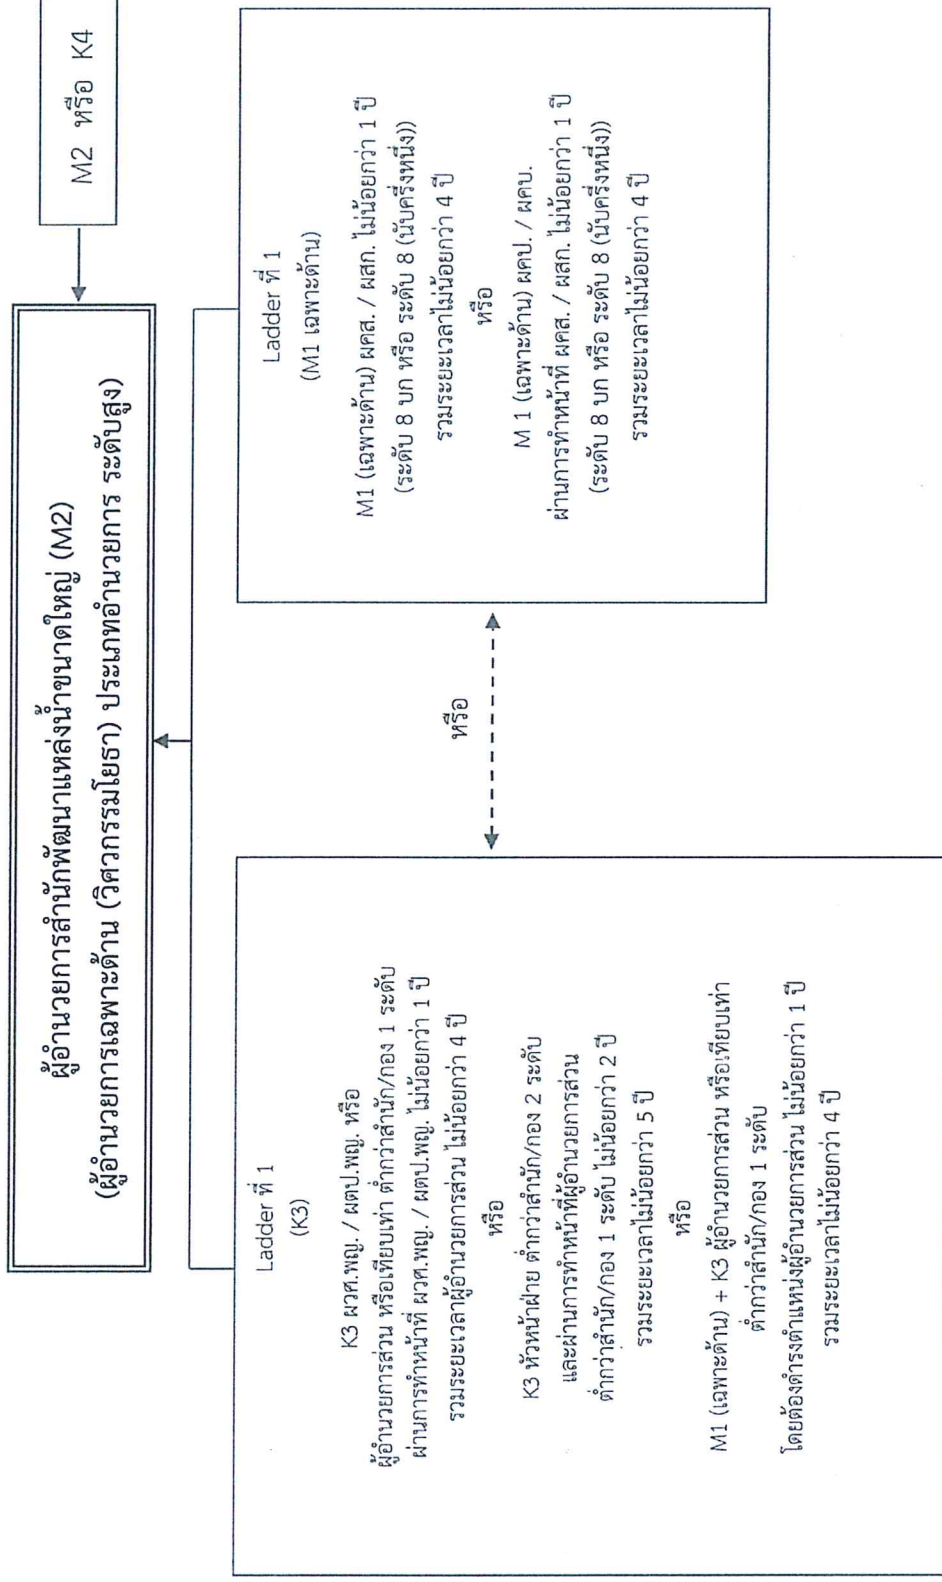 ผู้อำนวยการสำนักพัฒนาแหล่งน้ำขนาดใหญ่ (M2)
(ผู้อำนวยการเฉพาะด้าน (วิศวกรรมโยธา) ประเภทอำนวยการ ระดับสูง)
M2 หรือ K4
Ladder ที่ 1
(K3)
K3 ผวศ.พญ. / ผตป.พญ. หรือ
ผู้อำนวยการส่วน หรือเทียบเท่า ต่ำกว่าสำนัก/กอง 1 ระดับ
ผ่านการทำหน้าที่ ผวศ.พญ. / ผตป.พญ. ไม่น้อยกว่า 1 ปี
รวมระยะเวลาผู้อำนวยการส่วน ไม่น้อยกว่า 4 ปี
หรือ
K3 หัวหน้าฝ่าย ต่ำกว่าสำนัก/กอง 2 ระดับ
และผ่านการทำหน้าที่ผู้อำนวยการส่วน
ต่ำกว่าสำนัก/กอง 1 ระดับ ไม่น้อยกว่า 2 ปี
รวมระยะเวลาไม่น้อยกว่า 5 ปี
หรือ
M1 (เฉพาะด้าน) + K3 ผู้อำนวยการส่วน หรือเทียบเท่า
ต่ำกว่าสำนัก/กอง 1 ระดับ
โดยต้องดำรงตำแหน่งผู้อำนวยการส่วน ไม่น้อยกว่า 1 ปี
รวมระยะเวลาไม่น้อยกว่า 4 ปี
หรือ
Ladder ที่ 1
(M1 เฉพาะด้าน)
M1 (เฉพาะด้าน) ผคส. / ผสก. ไม่น้อยกว่า 1 ปี
(ระดับ 8 บก หรือ ระดับ 8 (นับครึ่งหนึ่ง))
รวมระยะเวลาไม่น้อยกว่า 4 ปี
หรือ
M 1 (เฉพาะด้าน) ผคป. / ผคบ.
ผ่านการทำหน้าที่ ผคส. / ผสก. ไม่น้อยกว่า 1 ปี
(ระดับ 8 บก หรือ ระดับ 8 (นับครึ่งหนึ่ง))
รวมระยะเวลาไม่น้อยกว่า 4 ปี